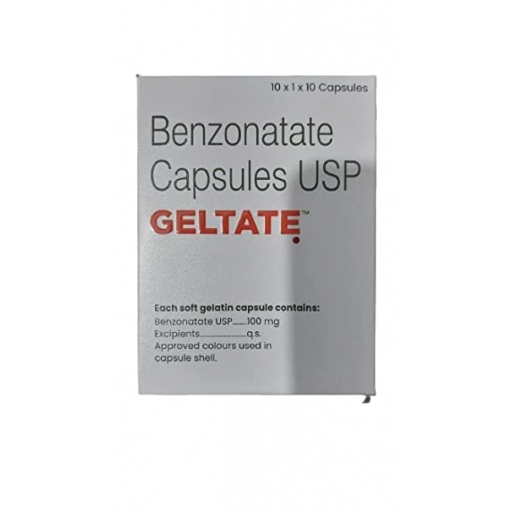 10 x 1 x 10 Capsules
Benzonatate
Capsules USP
GELTATE™
Each soft gelatin capsule contains:
Benzonatate USP.......100 mg
Excipients........................q.s.
Approved colours used in
capsule shell.